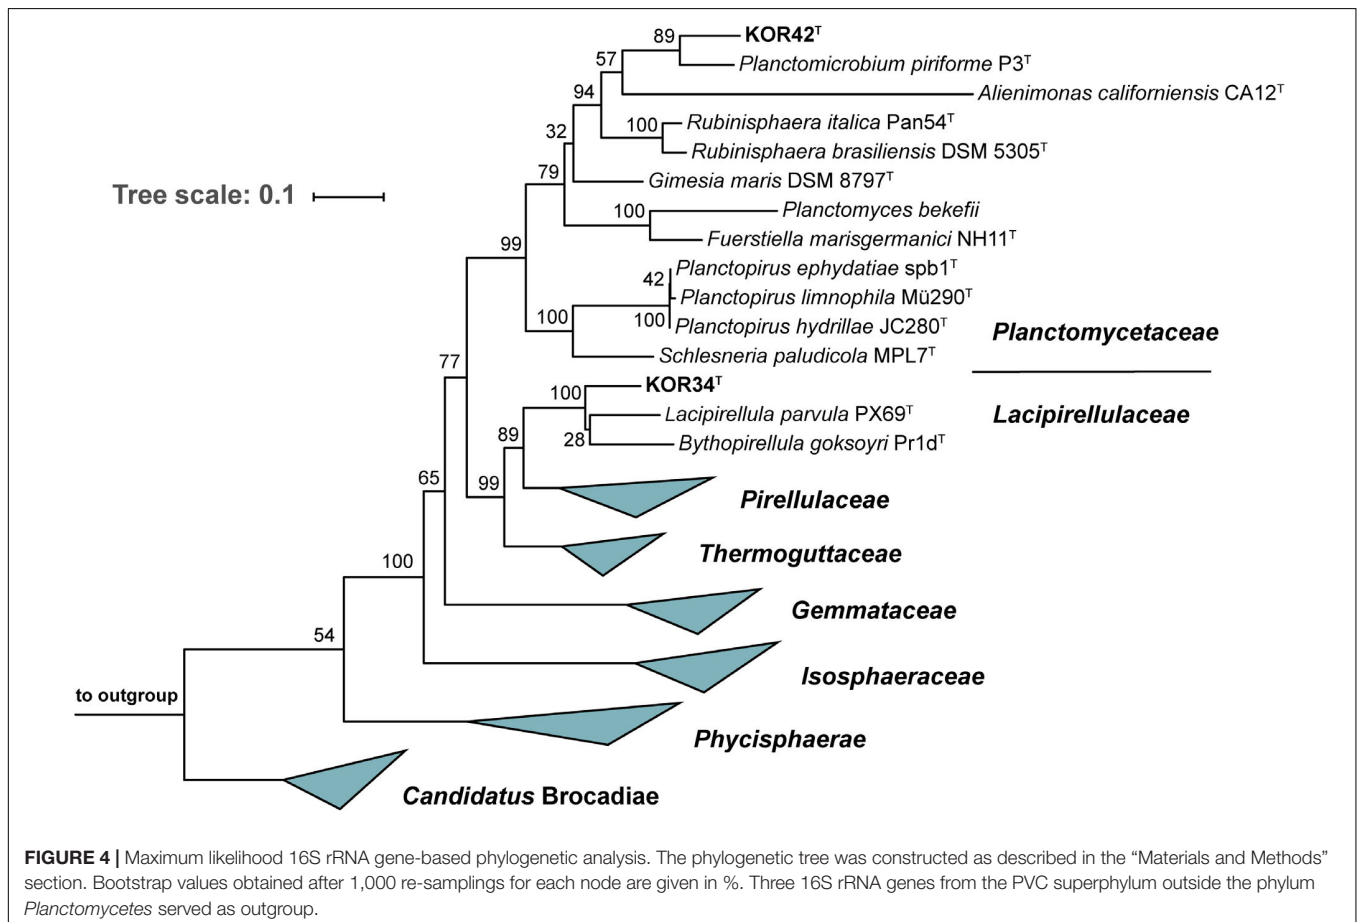 89
KOR42ᵀ
57
Planctomicrobium piriforme P3ᵀ
94
Alienimonas californiensis CA12ᵀ
100
Rubinisphaera italica Pan54ᵀ
32
Rubinisphaera brasiliensis DSM 5305ᵀ
79
Gimesia maris DSM 8797ᵀ
Tree scale: 0.1
100
Planctomyces bekefii
Fuerstiella marisgermanici NH11ᵀ
99
Planctopirus ephydatiae spb1ᵀ
42
Planctopirus limnophila Mü290ᵀ
100
100
Planctopirus hydrillae JC280ᵀ
Planctomycetaceae
Schlesneria paludicola MPL7ᵀ
77
KOR34ᵀ
100
Lacipirellula parvula PX69ᵀ
Lacipirellulaceae
89
28
Bythopirellula goksoyri Pr1dᵀ
65
99
Pirellulaceae
Thermoguttaceae
100
Gemmataceae
54
Isosphaeraceae
to outgroup
Phycisphaerae
Candidatus Brocadiae
FIGURE 4 | Maximum likelihood 16S rRNA gene-based phylogenetic analysis. The phylogenetic tree was constructed as described in the “Materials and Methods”
section. Bootstrap values obtained after 1,000 re-samplings for each node are given in %. Three 16S rRNA genes from the PVC superphylum outside the phylum
Planctomycetes served as outgroup.